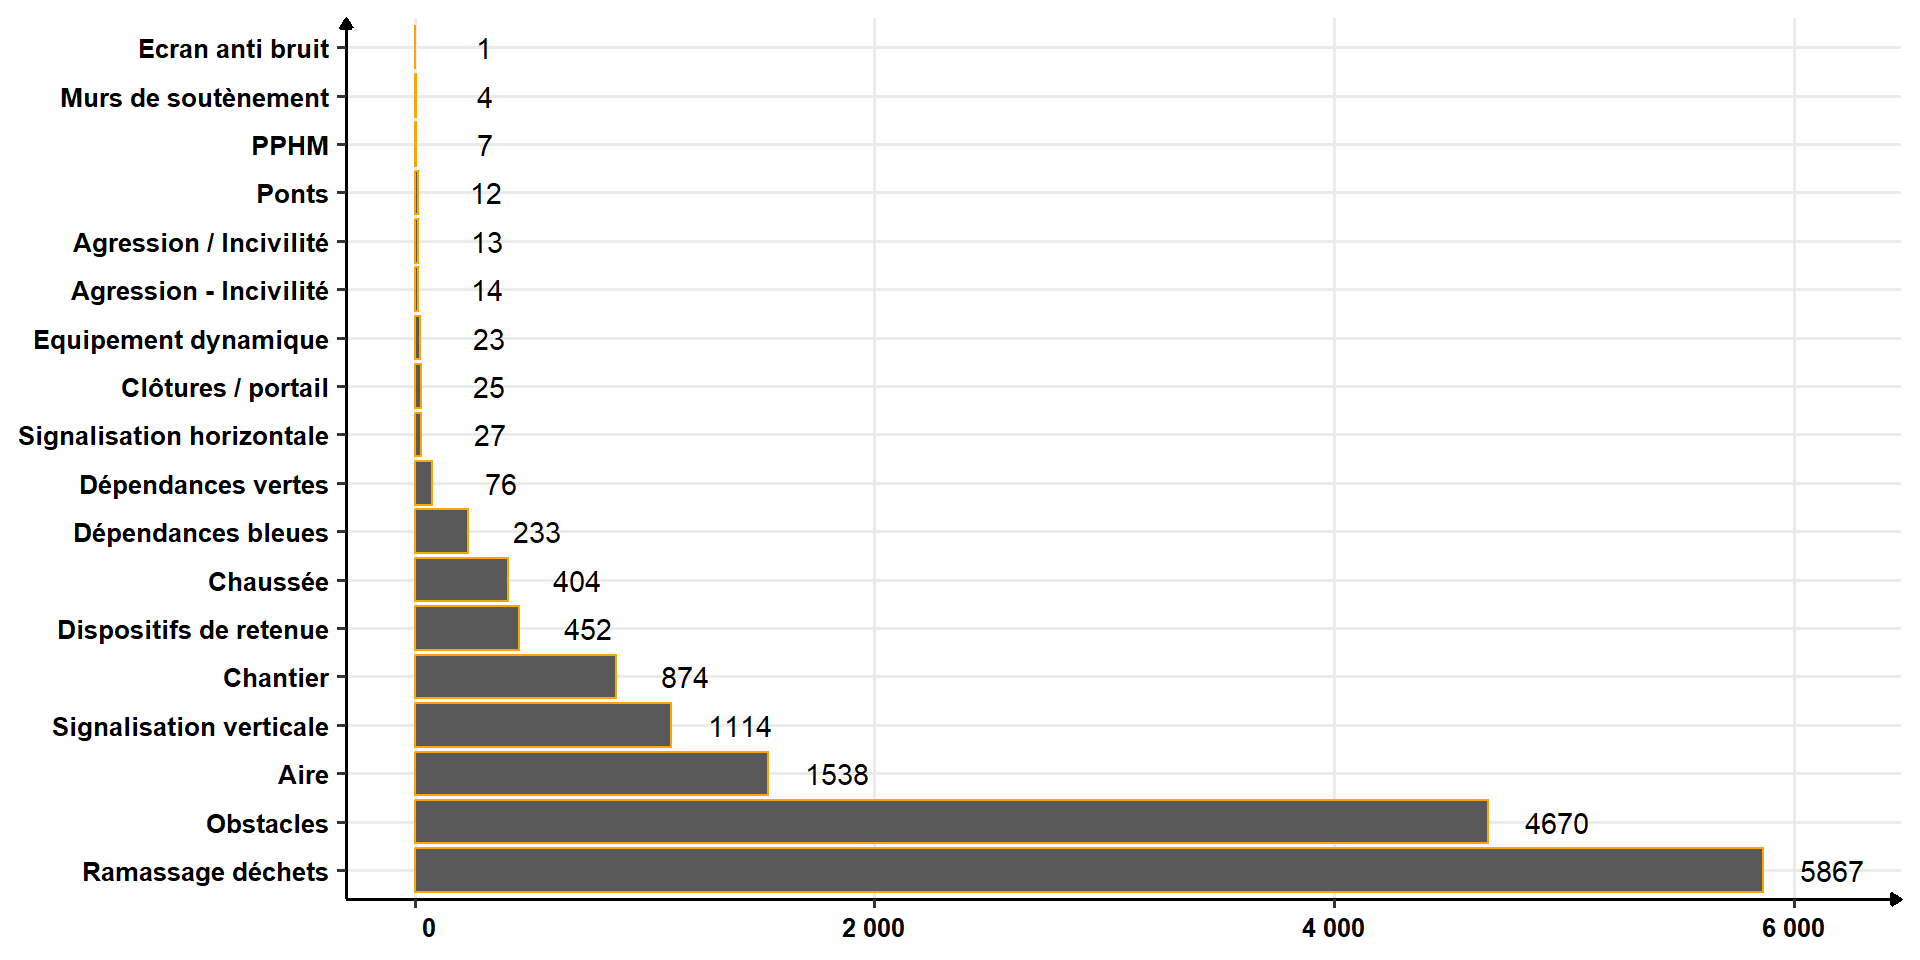 Ecran anti bruit 1
Murs de soutènement 4
PPHM 7
Ponts 12
Agression / Incivilité 13
Agression - Incivilité 14
Equipement dynamique 23
Clôtures / portail 25
Signalisation horizontale 27
Dépendances vertes 76
Dépendances bleues 233
Chaussée 404
Dispositifs de retenue 452
Chantier 874
Signalisation verticale 1114
Aire 1538
Obstacles 4670
Ramassage déchets 5867
0 2 000 4 000 6 000